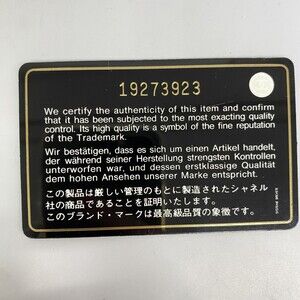 19273923
We certify the authenticity of this item and confirm
that it has been subjected to the most exacting quality
control. Its high quality is a symbol of the fine reputation
of the Trademark.
Wir bestätigen, dass es sich um einen Artikel handelt,
der während seiner Herstellung strengsten Kontrollen
unterworfen war, und dessen erstklassige Qualität
dem hohen Ansehen unserer Marke entspricht.
この製品は厳しい管理のもとに製造されたシャネル
社の商品であることを証明いたします。
このブランド・マークは最高級品質の象徴です。